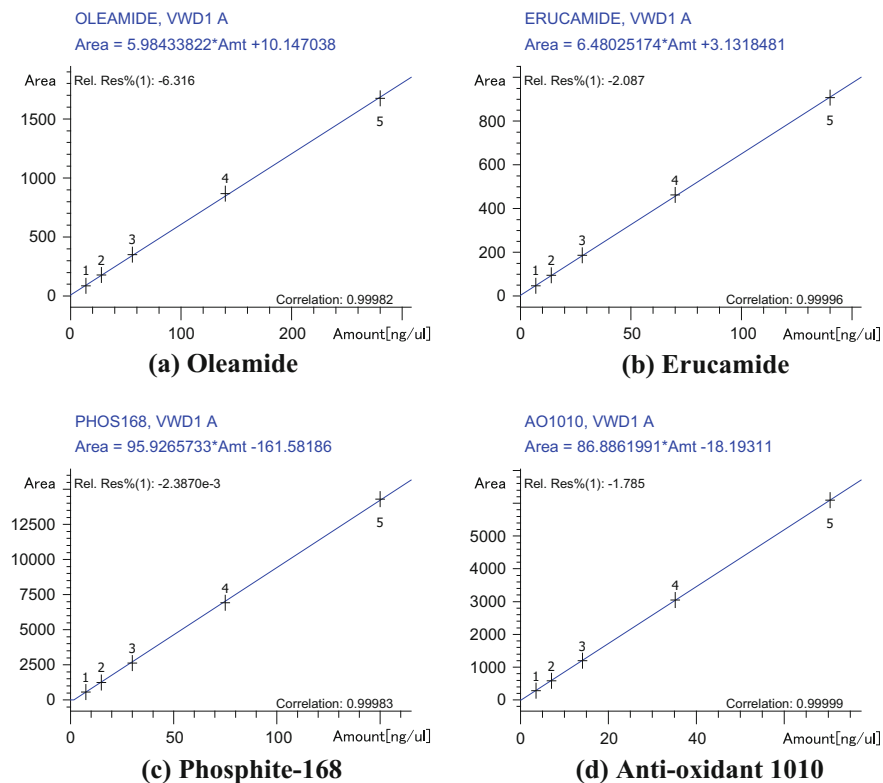 OLEAMIDE, VWD1 A
Area = 5.98433822*Amt +10.147038
Area
Rel. Res%(1): -6.316
1500
1000
500
0
1
2
3
4
5
Correlation: 0.99982
0
100
200
Amount[ng/ul]
(a) Oleamide
ERUCAMIDE, VWD1 A
Area = 6.48025174*Amt +3.1318481
Area
Rel. Res%(1): -2.087
800
600
400
200
0
1
2
3
4
5
Correlation: 0.99996
0
50
100
Amount[ng/ul]
(b) Erucamide
PHOS168, VWD1 A
Area = 95.9265733*Amt -161.58186
Area
Rel. Res%(1): -2.3870e-3
12500
10000
7500
5000
2500
0
1
2
3
4
5
Correlation: 0.99983
0
50
100
Amount[ng/ul]
(c) Phosphite-168
AO1010, VWD1 A
Area = 86.8861991*Amt -18.19311
Area
Rel. Res%(1): -1.785
5000
4000
3000
2000
1000
0
1
2
3
4
5
Correlation: 0.99999
0
20
40
Amount[ng/ul]
(d) Anti-oxidant 1010